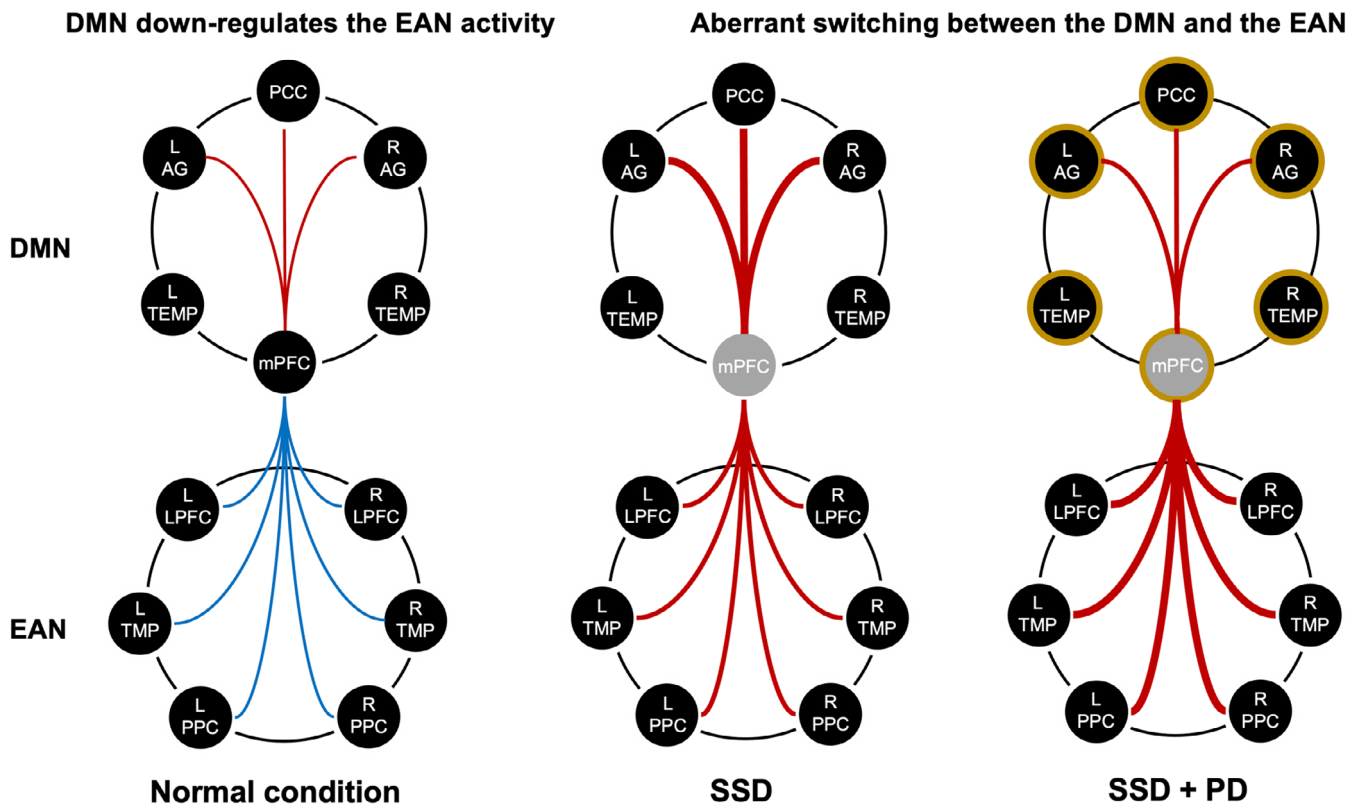 DMN down-regulates the EAN activity
Aberrant switching between the DMN and the EAN
PCC
L
AG
R
AG
DMN
L
TEMP
R
TEMP
mPFC
L
LPFC
R
LPFC
EAN
L
TMP
R
TMP
L
PPC
R
PPC
Normal condition
PCC
L
AG
R
AG
L
TEMP
R
TEMP
mPFC
L
LPFC
R
LPFC
L
TMP
R
TMP
L
PPC
R
PPC
SSD
PCC
L
AG
R
AG
L
TEMP
R
TEMP
mPFC
L
LPFC
R
LPFC
L
TMP
R
TMP
L
PPC
R
PPC
SSD + PD